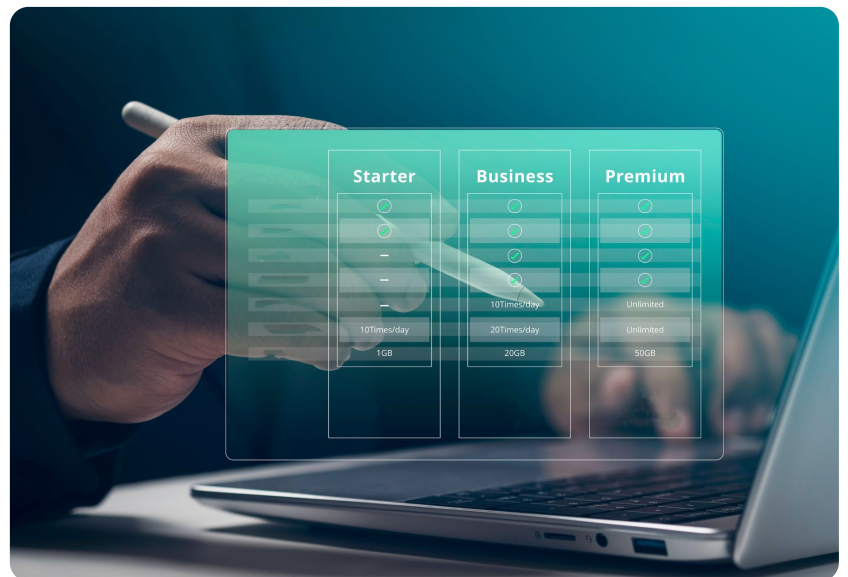 Starter Business Premium
– 
–
– 10Times/day Unlimited
10Times/day 20Times/day Unlimited
1GB 20GB 50GB